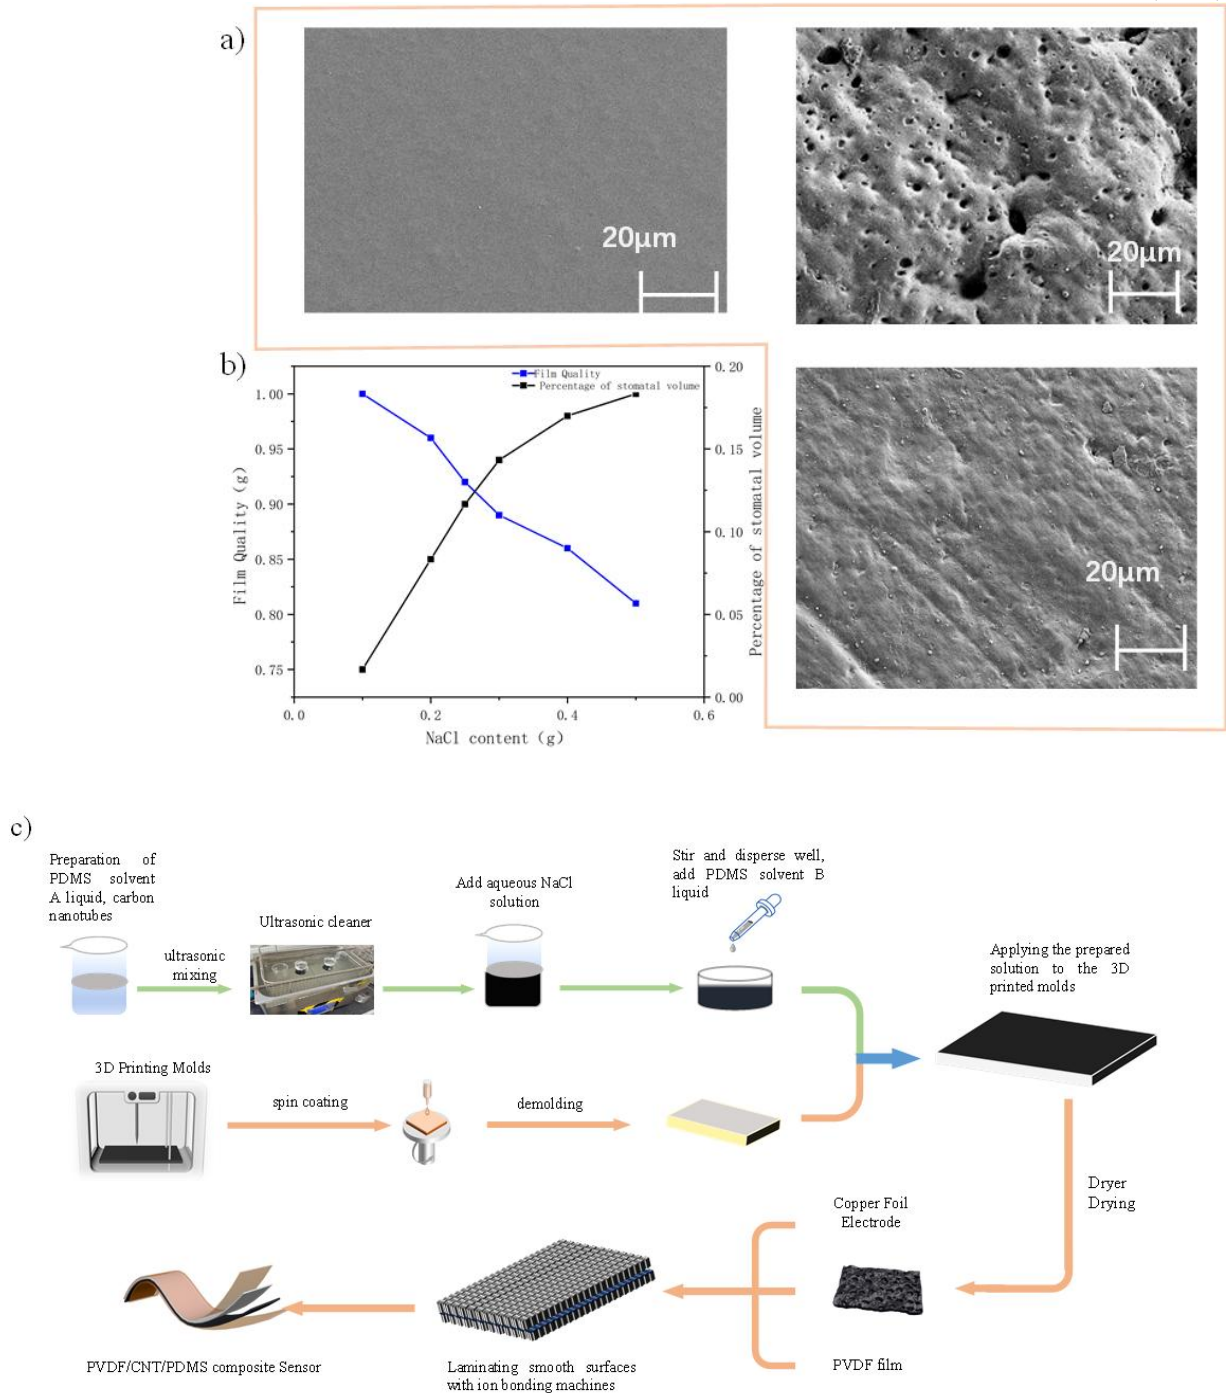 a)
20μm
20μm
b)
Film Quality
Percentage of stomatal volume
1.00
0.95
0.90
0.85
0.80
0.75
Film Quality (g)
0.20
0.15
0.10
0.05
0.00
Percentage of stomatal volume
0.0
0.2
0.4
0.6
NaCl content (g)
20μm
c)
Preparation of
PDMS solvent
A liquid, carbon
nanotubes
ultrasonic
mixing
Ultrasonic cleaner
Add aqueous NaCl
solution
Stir and disperse well,
add PDMS solvent B
liquid
Applying the prepared
solution to the 3D
printed molds
3D Printing Molds
spin coating
demolding
Dryer
Drying
Copper Foil
Electrode
PVDF film
Laminating smooth surfaces
with ion bonding machines
PVDF/CNT/PDMS composite Sensor